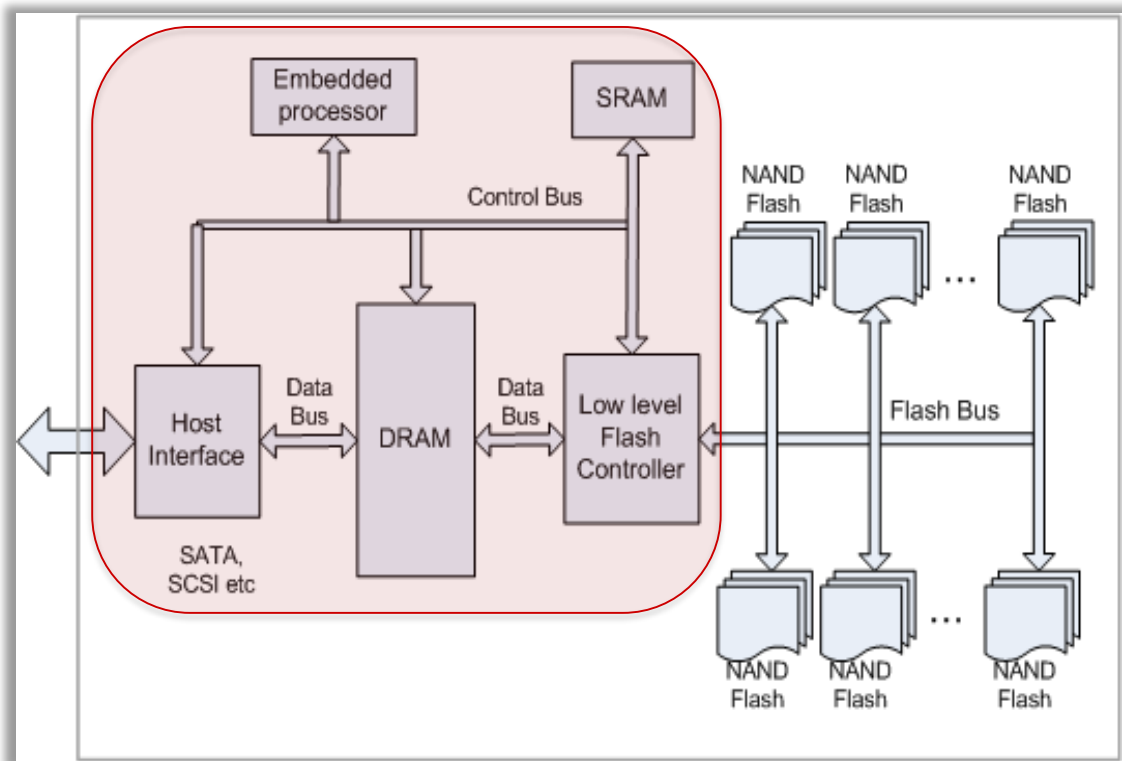 Embedded
processor
SRAM
Control Bus
NAND
Flash
NAND
Flash
NAND
Flash
...
Host
Interface
Data
Bus
DRAM
Data
Bus
Low level
Flash
Controller
Flash Bus
SATA,
SCSI etc
...
NAND
Flash
NAND
Flash
NAND
Flash